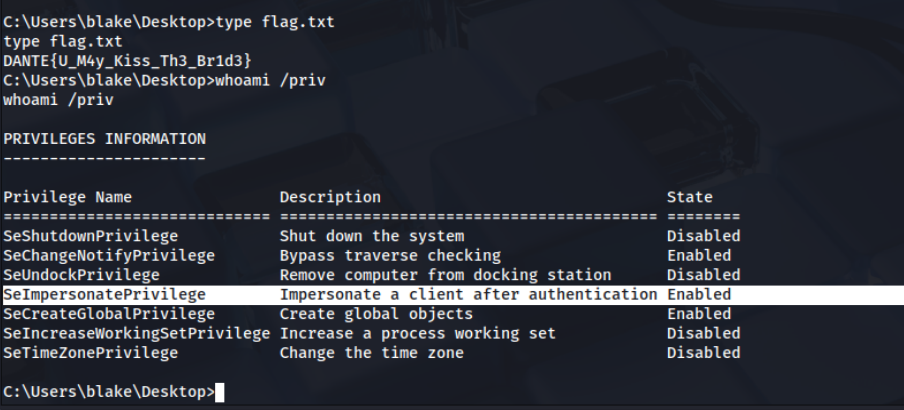 C:\Users\blake\Desktop>type flag.txt
type flag.txt
DANTE{U_M4y_Kiss_Th3_Br1d3}
C:\Users\blake\Desktop>whoami /priv
whoami /priv

PRIVILEGES INFORMATION
----------------------

Privilege Name                Description                               State
============================= ========================================= ========
SeShutdownPrivilege           Shut down the system                      Disabled
SeChangeNotifyPrivilege       Bypass traverse checking                  Enabled
SeUndockPrivilege             Remove computer from docking station      Disabled
SeImpersonatePrivilege        Impersonate a client after authentication Enabled
SeCreateGlobalPrivilege       Create global objects                     Enabled
SeIncreaseWorkingSetPrivilege Increase a process working set            Disabled
SeTimeZonePrivilege           Change the time zone                      Disabled

C:\Users\blake\Desktop>